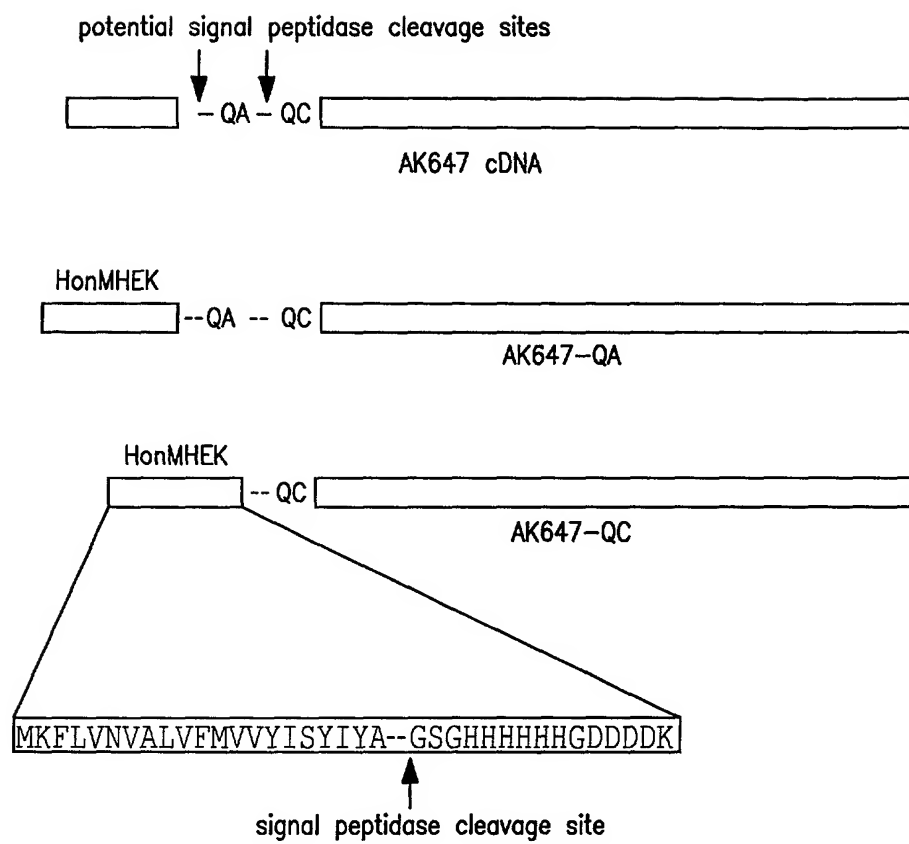 potential signal peptidase cleavage sites
– QA – QC
AK647 cDNA
HonMHEK
--QA -- QC
AK647–QA
HonMHEK
-- QC
AK647–QC
MKFLVNVALVFMVVYISYIYA--GSGHHHHHHGDDDDK
signal peptidase cleavage site